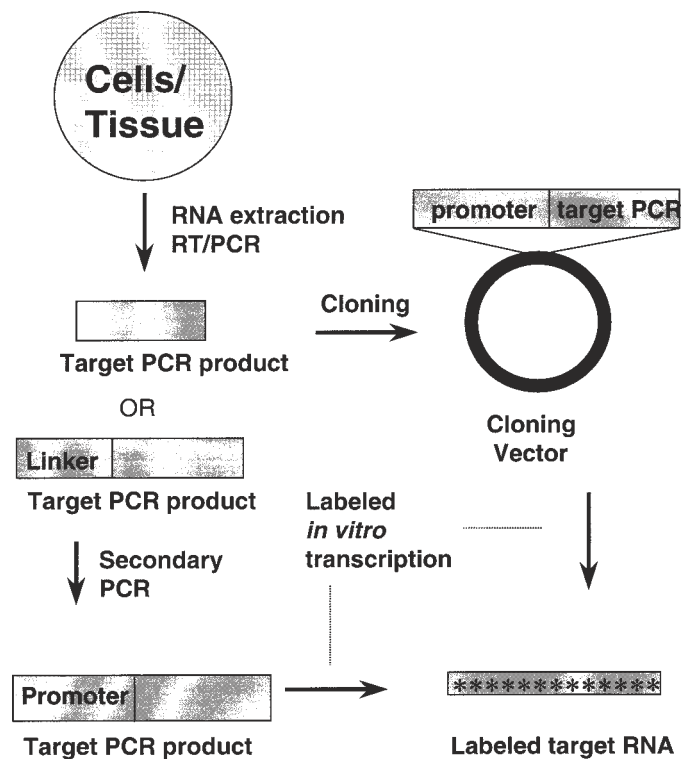 Cells/
Tissue
RNA extraction
RT/PCR
promoter target PCR
Cloning
Target PCR product
OR
Cloning
Vector
Linker
Target PCR product
Labeled
in vitro
transcription
Secondary
PCR
Promoter
*************
Target PCR product
Labeled target RNA